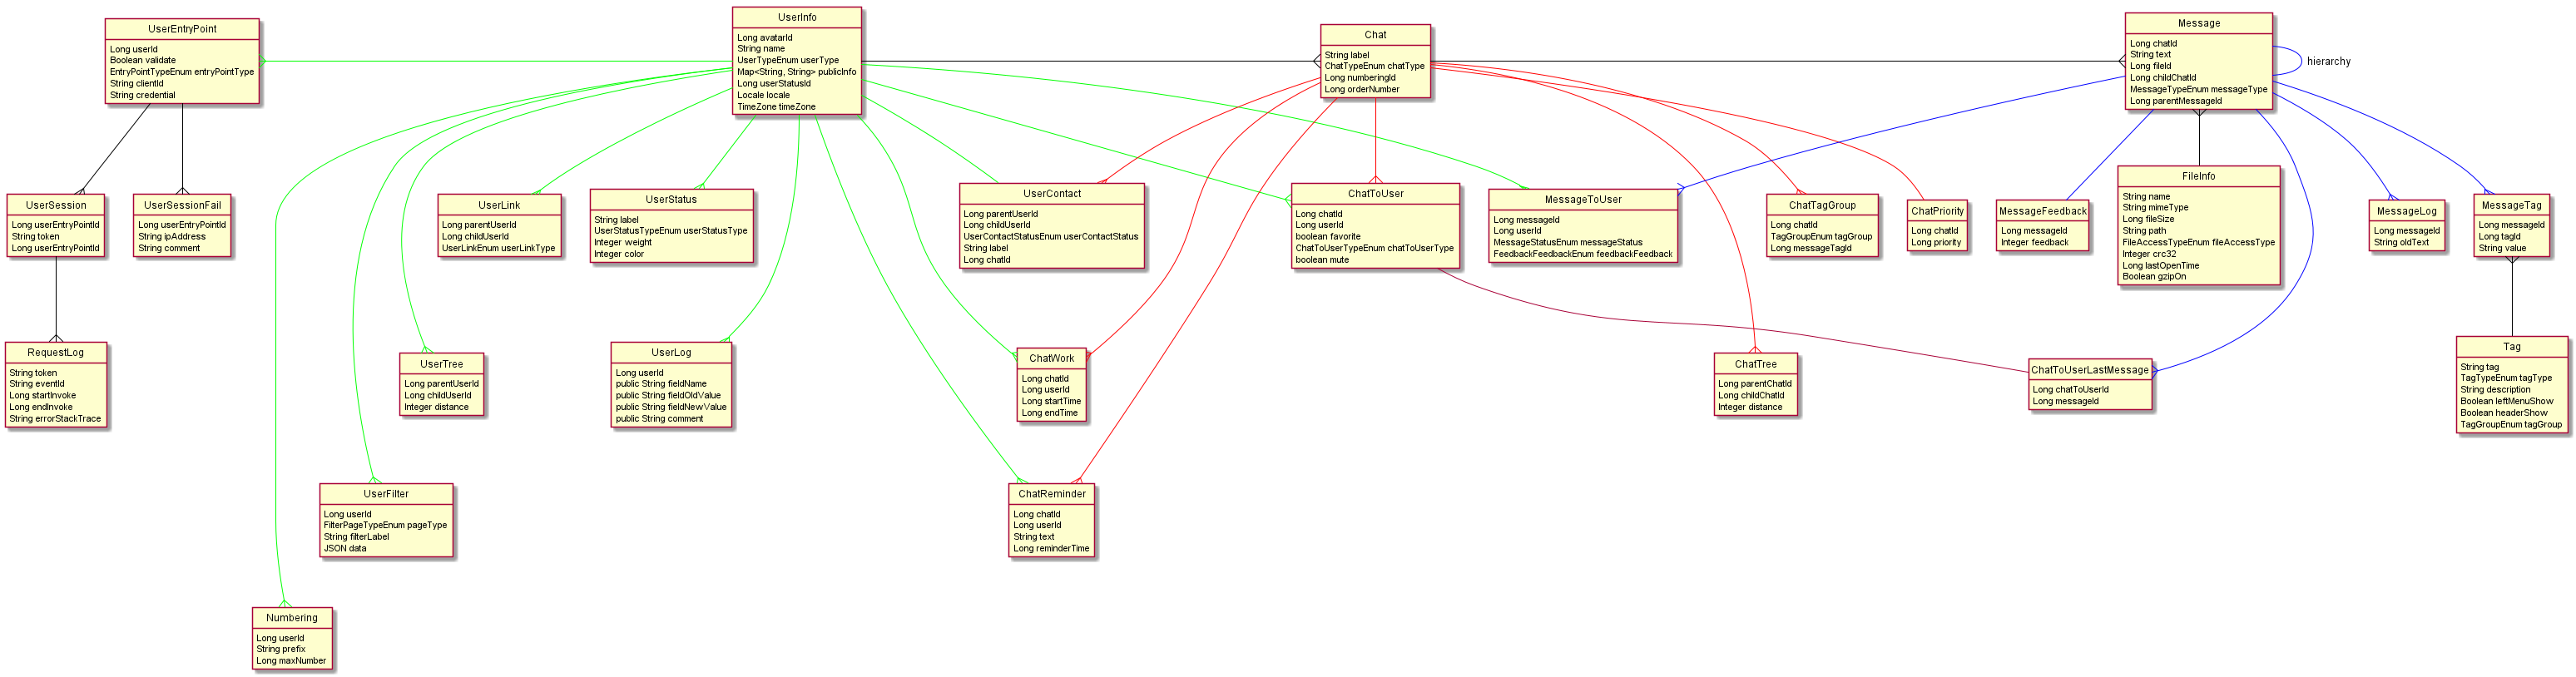 UserEntryPoint
Long userId
Boolean validate
EntryPointTypeEnum entryPointType
String clientId
String credential
UserInfo
Long avatarId
String name
UserTypeEnum userType
Map<String, String> publicInfo
Long userStatusId
Locale locale
TimeZone timeZone
Chat
String label
ChatTypeEnum chatType
Long numberingId
Long orderNumber
Message
Long chatId
String text
Long fileId
Long childChatId
MessageTypeEnum messageType
Long parentMessageId
hierarchy
UserSession
Long userEntryPointId
String token
Long userEntryPointId
UserSessionFail
Long userEntryPointId
String ipAddress
String comment
UserLink
Long parentUserId
Long childUserId
UserLinkEnum userLinkType
UserStatus
String label
UserStatusTypeEnum userStatusType
Integer weight
Integer color
UserContact
Long parentUserId
Long childUserId
UserContactStatusEnum userContactStatus
String label
Long chatId
ChatToUser
Long chatId
Long userId
boolean favorite
ChatToUserTypeEnum chatToUserType
boolean mute
MessageToUser
Long messageId
Long userId
MessageStatusEnum messageStatus
FeedbackFeedbackEnum feedbackFeedback
ChatTagGroup
Long chatId
TagGroupEnum tagGroup
Long messageTagId
ChatPriority
Long chatId
Long priority
MessageFeedback
Long messageId
Integer feedback
FileInfo
String name
String mimeType
Long fileSize
String path
FileAccessTypeEnum fileAccessType
Integer crc32
Long lastOpenTime
Boolean gzipOn
MessageLog
Long messageId
String oldText
MessageTag
Long messageId
Long tagId
String value
RequestLog
String token
String eventId
Long startInvoke
Long endInvoke
String errorStackTrace
UserTree
Long parentUserId
Long childUserId
Integer distance
UserLog
Long userId
public String fieldName
public String fieldOldValue
public String fieldNewValue
public String comment
ChatWork
Long chatId
Long userId
Long startTime
Long endTime
ChatTree
Long parentChatId
Long childChatId
Integer distance
ChatToUserLastMessage
Long chatToUserId
Long messageId
Tag
String tag
TagTypeEnum tagType
String description
Boolean leftMenuShow
Boolean headerShow
TagGroupEnum tagGroup
UserFilter
Long userId
FilterPageTypeEnum pageType
String filterLabel
JSON data
ChatReminder
Long chatId
Long userId
String text
Long reminderTime
Numbering
Long userId
String prefix
Long maxNumber